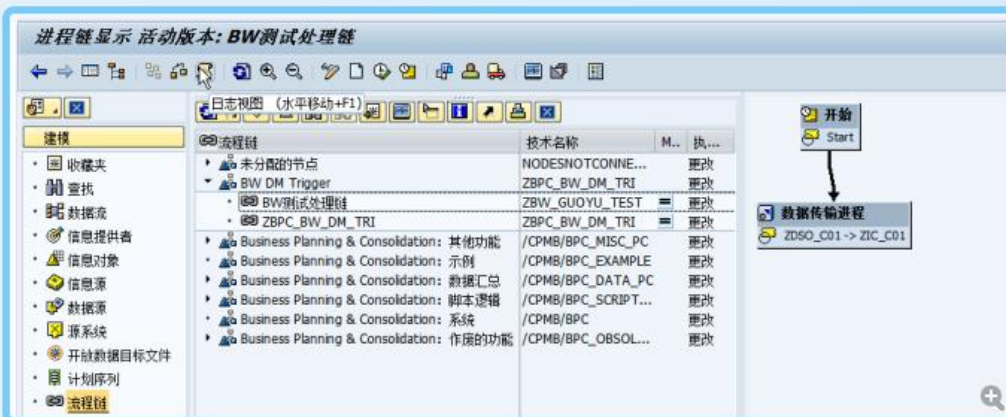 进程链显示 活动版本: BW测试处理链
日志视图 (水平移动+F1)
建模
收藏夹
查找
数据流
信息提供者
信息对象
信息源
数据源
源系统
开放数据目标文件
计划序列
流程链
流程链 技术名称 M.. 执...
未分配的节点 NODESNOTCONNE... 更改
BW DM Trigger ZBPC_BW_DM_TRI 更改
BW测试处理链 ZBW_GUOYU_TEST 更改
ZBPC_BW_DM_TRI ZBPC_BW_DM_TRI 更改
Business Planning & Consolidation: 其他功能 /CPMB/BPC_MISC_PC 更改
Business Planning & Consolidation: 示例 /CPMB/BPC_EXAMPLE 更改
Business Planning & Consolidation: 数据汇总 /CPMB/BPC_DATA_PC 更改
Business Planning & Consolidation: 脚本逻辑 /CPMB/BPC_SCRIPT... 更改
Business Planning & Consolidation: 系统 /CPMB/BPC 更改
Business Planning & Consolidation: 作废的功能 /CPMB/BPC_OBSOL... 更改
开始
Start
数据传输进程
ZDSO_C01 -> ZIC_C01